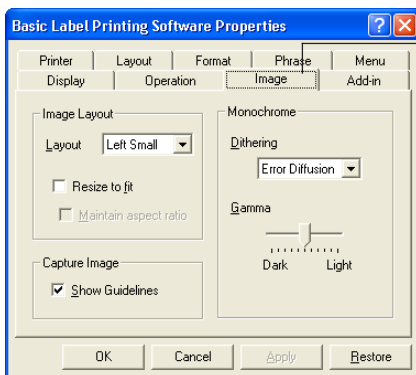 Basic Label Printing Software Properties
Printer Layout Format Phrase Menu
Display Operation Image Add-in
Image Layout
Layout Left Small
Resize to fit
Maintain aspect ratio
Capture Image
Show Guidelines
Monochrome
Dithering
Error Diffusion
Gamma
Dark Light
OK Cancel Apply Restore